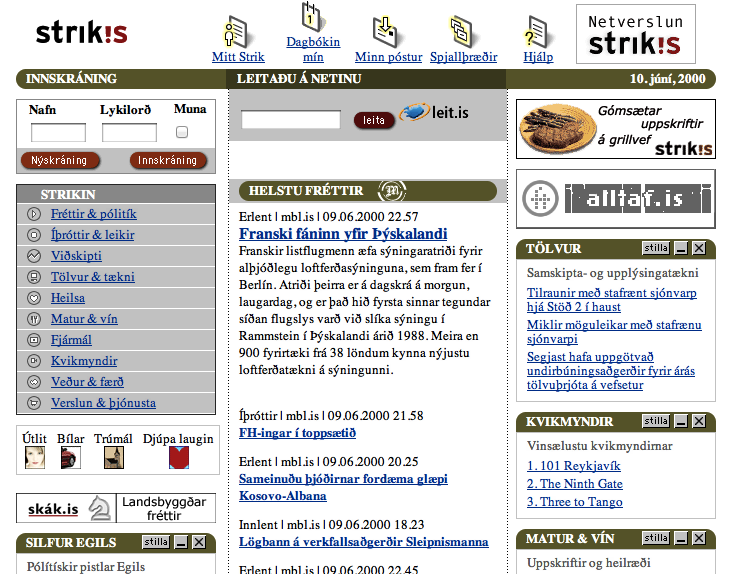 strik!s
Mitt Strik
Dagbókin
mín
Minn póstur
Spjallþræðir
Hjálp
Netverslun
strik!s
INNSKRÁNING
LEITAÐU Á NETINU
10. júní, 2000
Nafn Lykilorð Muna
Nýskráning Innskráning
STRIKIN
Fréttir & pólitík
Íþróttir & leikir
Viðskipti
Tölvur & tækni
Heilsa
Matur & vín
Fjármál
Kvikmyndir
Veður & færð
Verslun & þjónusta
Útlit Bílar Trúmál Djúpa laugin
skák.is
Landsbyggðar
fréttir
SILFUR EGILS stilla
Pólítískir pistlar Egils
leita leit.is
HELSTU FRÉTTIR
Erlent | mbl.is | 09.06.2000 22.57
Franski fáninn yfir Þýskalandi
Franskir listflugmenn æfa sýningaratriði fyrir
alþjóðlegu loftferðasýninguna, sem fram fer í
Berlín. Atriði þeirra er á dagskrá á morgun,
laugardag, og er það hið fyrsta sinnar tegundar
síðan flugslys varð við slíka sýningu í
Rammstein í Þýskalandi árið 1988. Meira en
900 fyrirtæki frá 38 löndum kynna nýjustu
loftferðatækni á sýningunni.
Íþróttir | mbl.is | 09.06.2000 21.58
FH-ingar í toppsætið
Erlent | mbl.is | 09.06.2000 20.25
Sameinuðu þjóðirnar fordæma glæpi
Kosovo-Albana
Innlent | mbl.is | 09.06.2000 18.23
Lögbann á verkfallsaðgerðir Sleipnismanna
Erlent | mbl.is | 09.06.2000 22.45
Gómsætar
uppskriftir
á grillvef
strik!s
alltaf.is
TÖLVUR stilla
Samskipta- og upplýsingatækni
Tilraunir með stafrænt sjónvarp
hjá Stöð 2 í haust
Miklir möguleikar með stafrænu
sjónvarpi
Segjast hafa uppgötvað
undirbúningsaðgerðir fyrir árás
tölvuþrjóta á vefsetur
KVIKMYNDIR stilla
Vinsælustu kvikmyndirnar
1. 101 Reykjavík
2. The Ninth Gate
3. Three to Tango
MATUR & VÍN stilla
Uppskriftir og heilræði